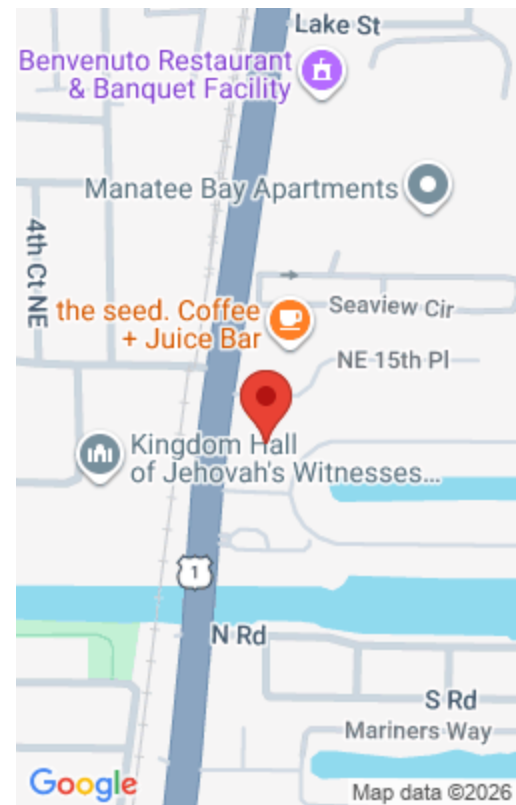 Lake St
Benvenuto Restaurant
& Banquet Facility
Manatee Bay Apartments
4th Ct NE
the seed. Coffee
+ Juice Bar
Seaview Cir
NE 15th Pl
Kingdom Hall
of Jehovah's Witnesses...
1
N Rd
S Rd
Mariners Way
Google
Map data ©2026